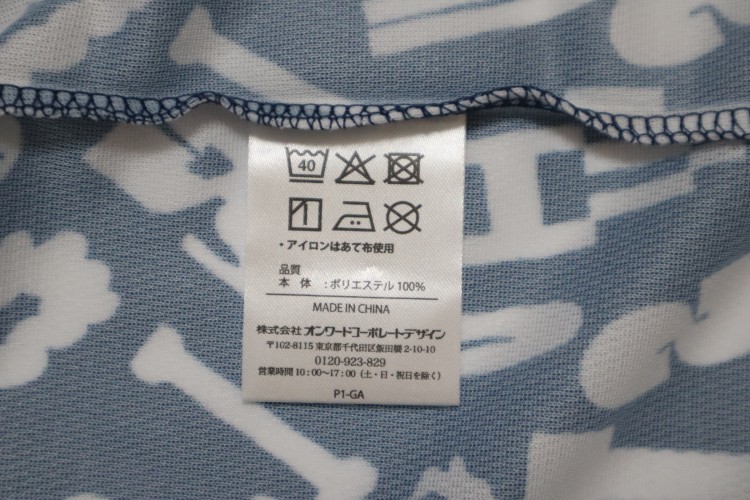 40
・アイロンはあて布使用
品質
本 体 : ポリエステル 100%
MADE IN CHINA
株式会社 オンワードコーポレートデザイン
〒102-8115 東京都千代田区飯田橋 2-10-10
0120-923-829
営業時間 10:00〜17:00 (土・日・祝日を除く)
P1-GA